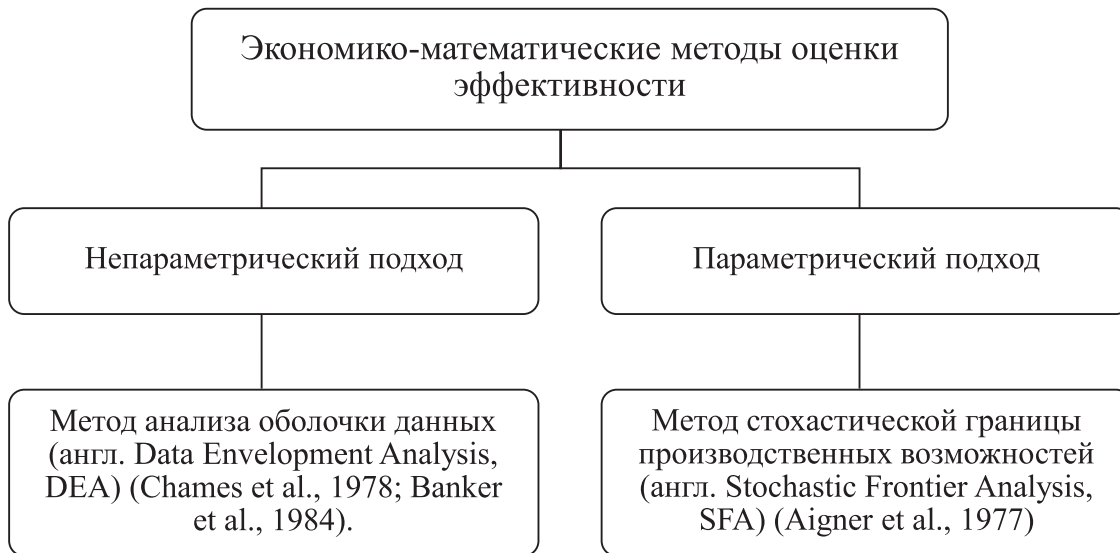 Экономико-математические методы оценки
эффективности
Непараметрический подход
Параметрический подход
Метод анализа оболочки данных
(англ. Data Envelopment Analysis,
DEA) (Chames et al., 1978; Banker
et al., 1984).
Метод стохастической границы
производственных возможностей
(англ. Stochastic Frontier Analysis,
SFA) (Aigner et al., 1977)